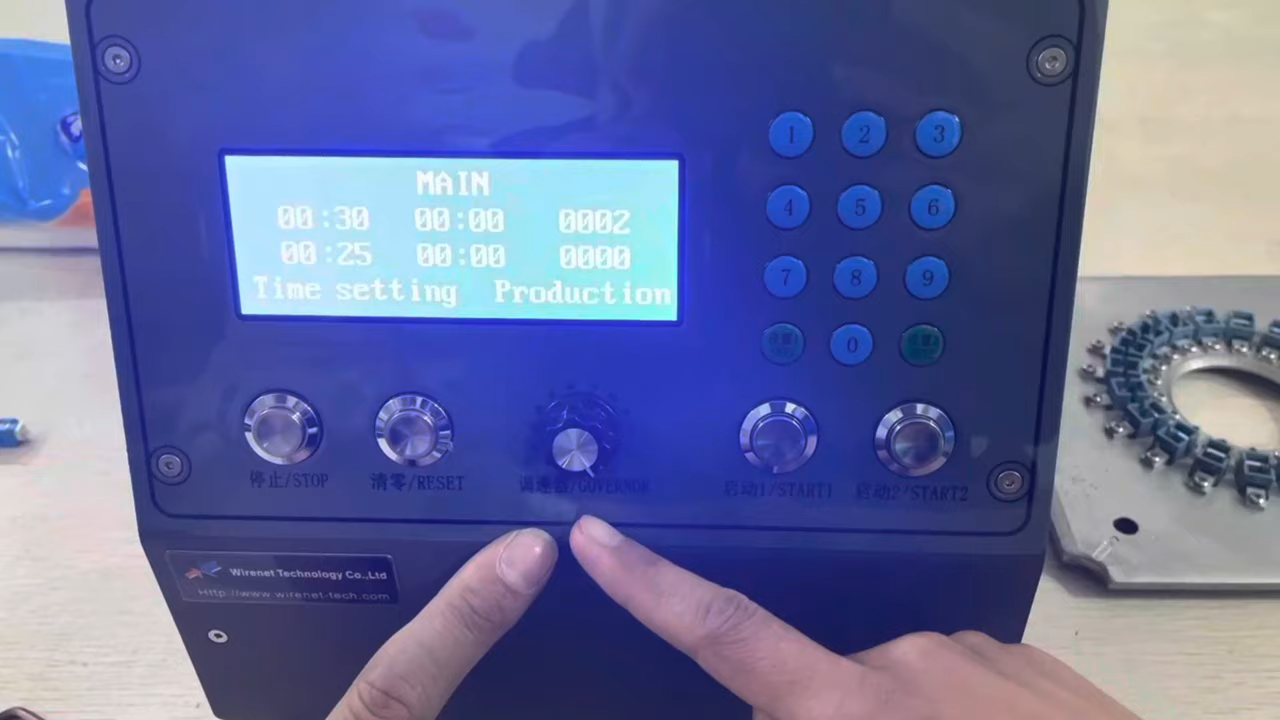 MAIN
00:30 00:00 0002
00:25 00:00 0000
Time setting Production
1 2 3
4 5 6
7 8 9
0
停止/STOP 清零/RESET 调速器/GOVERNOR 启动1/START1 启动2/START2
Wirenet Technology Co.,Ltd
Http://www.wirenet-tech.com